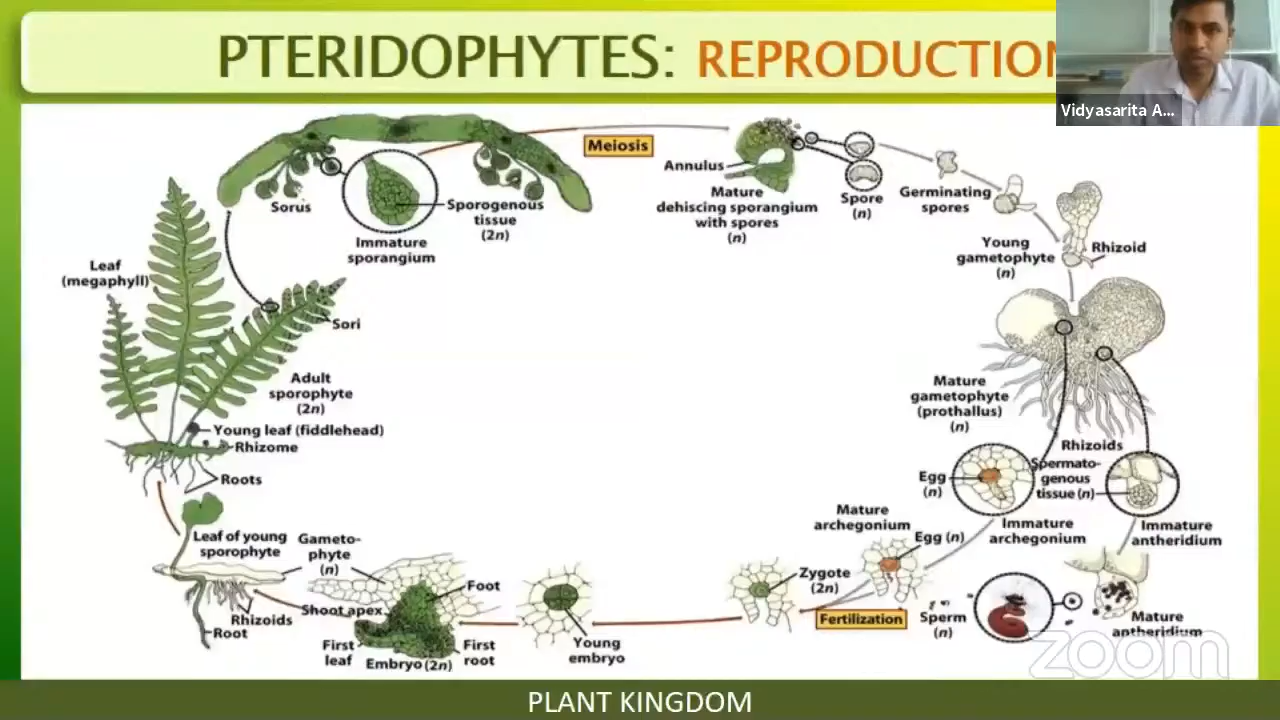 PTERIDOPHYTES: REPRODUCTION
Vidyasarita A...
Meiosis
Annulus
Mature
dehiscing sporangium
with spores
(n)
Spore
(n)
Germinating
spores
Young
gametophyte
(n)
Rhizoid
Sorus
Sporogenous
tissue
(2n)
Immature
sporangium
Leaf
(megaphyll)
Sori
Adult
sporophyte
(2n)
Young leaf (fiddlehead)
Rhizome
Roots
Mature
gametophyte
(prothallus)
(n)
Rhizoids
Egg
(n)
Spermato-
genous
tissue (n)
Immature
archegonium
Immature
antheridium
Mature
archegonium
Egg (n)
Zygote
(2n)
Fertilization
Sperm
(n)
Mature
antheridium
Leaf of young
sporophyte
Gameto-
phyte
(n)
Foot
Shoot apex
Rhizoids
Root
First
leaf
Embryo (2n)
First
root
Young
embryo
zoom
PLANT KINGDOM